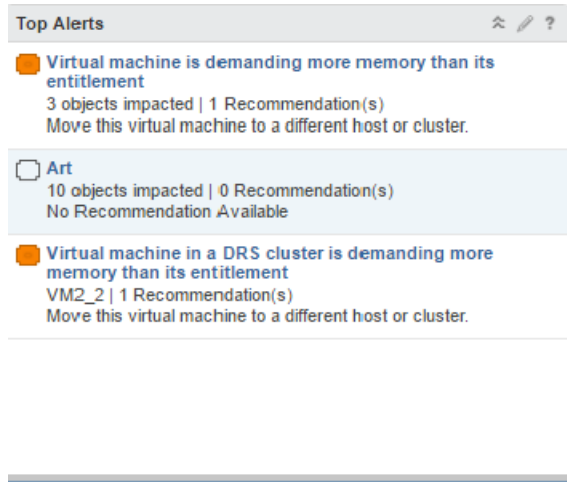 Top Alerts
?
Virtual machine is demanding more memory than its
entitlement
3 objects impacted | 1 Recommendation(s)
Move this virtual machine to a different host or cluster.
Art
10 objects impacted | 0 Recommendation(s)
No Recommendation Available
Virtual machine in a DRS cluster is demanding more
memory than its entitlement
VM2_2 | 1 Recommendation(s)
Move this virtual machine to a different host or cluster.